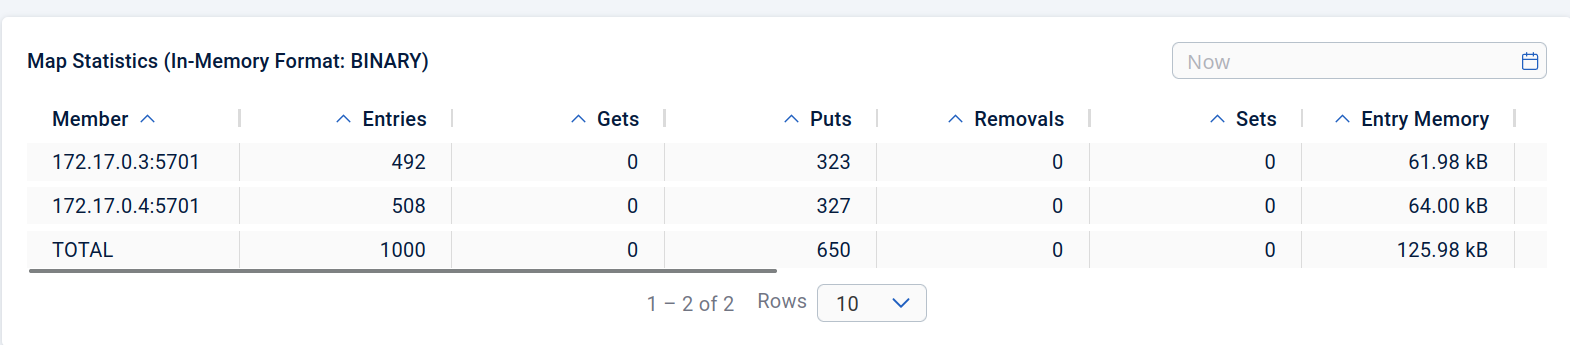 Map Statistics (In-Memory Format: BINARY)
Now
Member Entries Gets Puts Removals Sets Entry Memory
172.17.0.3:5701 492 0 323 0 0 61.98 kB
172.17.0.4:5701 508 0 327 0 0 64.00 kB
TOTAL 1000 0 650 0 0 125.98 kB
1 – 2 of 2 Rows 10